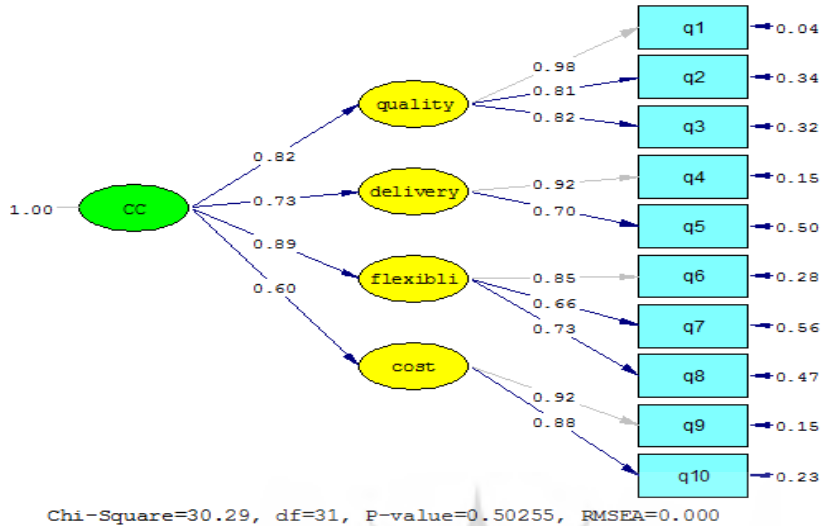 q1
0.04
0.98
q2
0.34
quality
0.81
q3
0.32
0.82
0.82
q4
0.15
0.92
delivery
0.73
q5
0.50
0.70
1.00
CC
q6
0.28
0.85
flexibli
0.89
0.66
q7
0.56
0.73
0.60
q8
0.47
cost
0.92
q9
0.15
0.88
q10
0.23
Chi-Square=30.29, df=31, P-value=0.50255, RMSEA=0.000